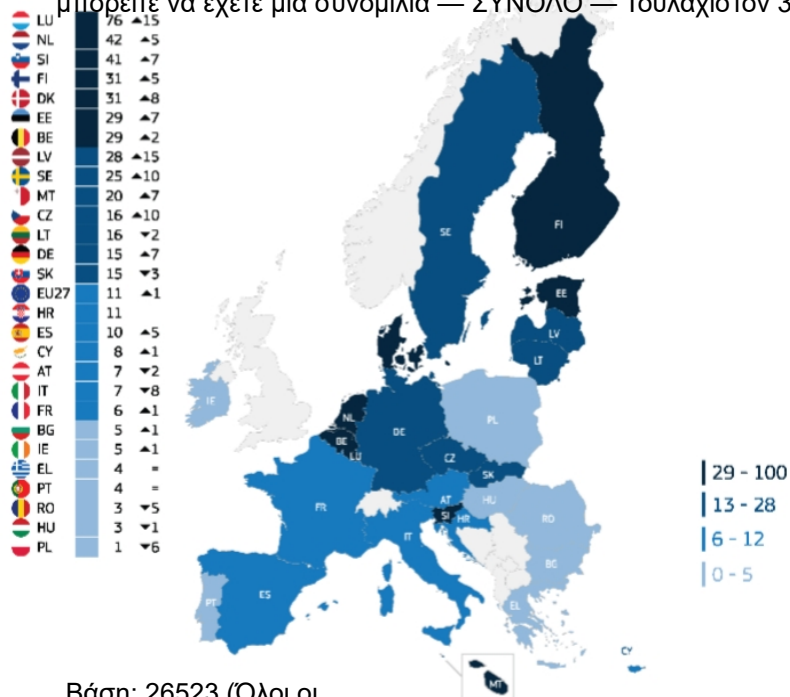 μπορείτε να έχετε μια συνομιλία — ΣΥΝΟΛΟ — Τουλάχιστον 3
LU 76 ▲15
NL 42 ▲5
SI 41 ▲7
FI 31 ▲5
DK 31 ▲8
EE 29 ▲7
BE 29 ▲2
LV 28 ▲15
SE 25 ▲10
MT 20 ▲7
CZ 16 ▲10
LT 16 ▼2
DE 15 ▲7
SK 15 ▼3
EU27 11 ▲1
HR 11
ES 10 ▲5
CY 8 ▲1
AT 7 ▼2
IT 7 ▼8
FR 6 ▲1
BG 5 ▲1
IE 5 ▲1
EL 4 =
PT 4 =
RO 3 ▼5
HU 3 ▼1
PL 1 ▼6
FI
SE
EE
LV
LT
IE
NL
PL
DE
BE
LU
CZ
SK
AT
HU
FR
SI
HR
RO
IT
BG
ES
PT
EL
CY
MT
29 - 100
13 - 28
6 - 12
0 - 5
Βάση: 26523 (Όλοι οι